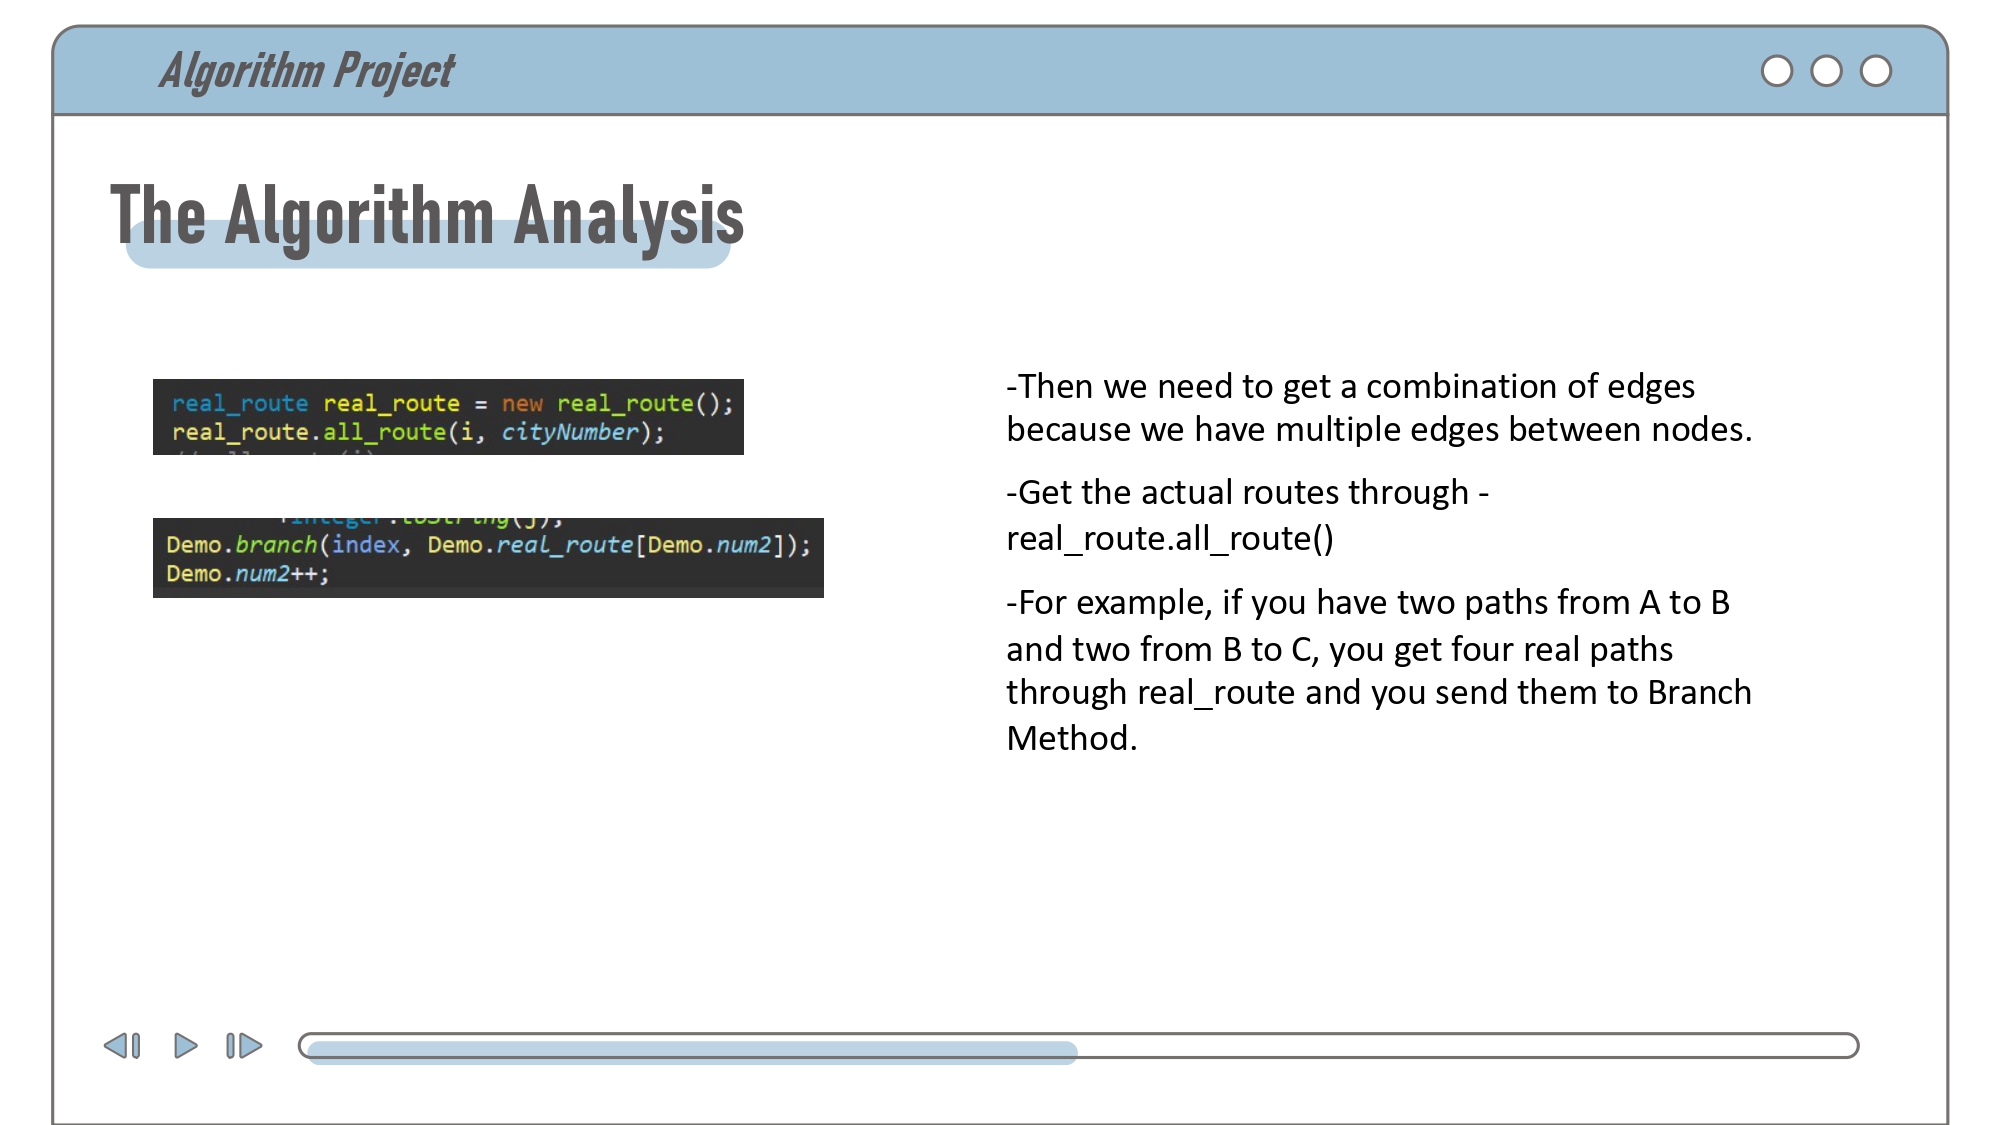 Algorithm Project
The Algorithm Analysis
real_route real_route = new real_route();
real_route.all_route(i, cityNumber);
+Integer.toString(j);
Demo.branch(index, Demo.real_route[Demo.num2]);
Demo.num2++;
-Then we need to get a combination of edges
because we have multiple edges between nodes.
-Get the actual routes through -
real_route.all_route()
-For example, if you have two paths from A to B
and two from B to C, you get four real paths
through real_route and you send them to Branch
Method.